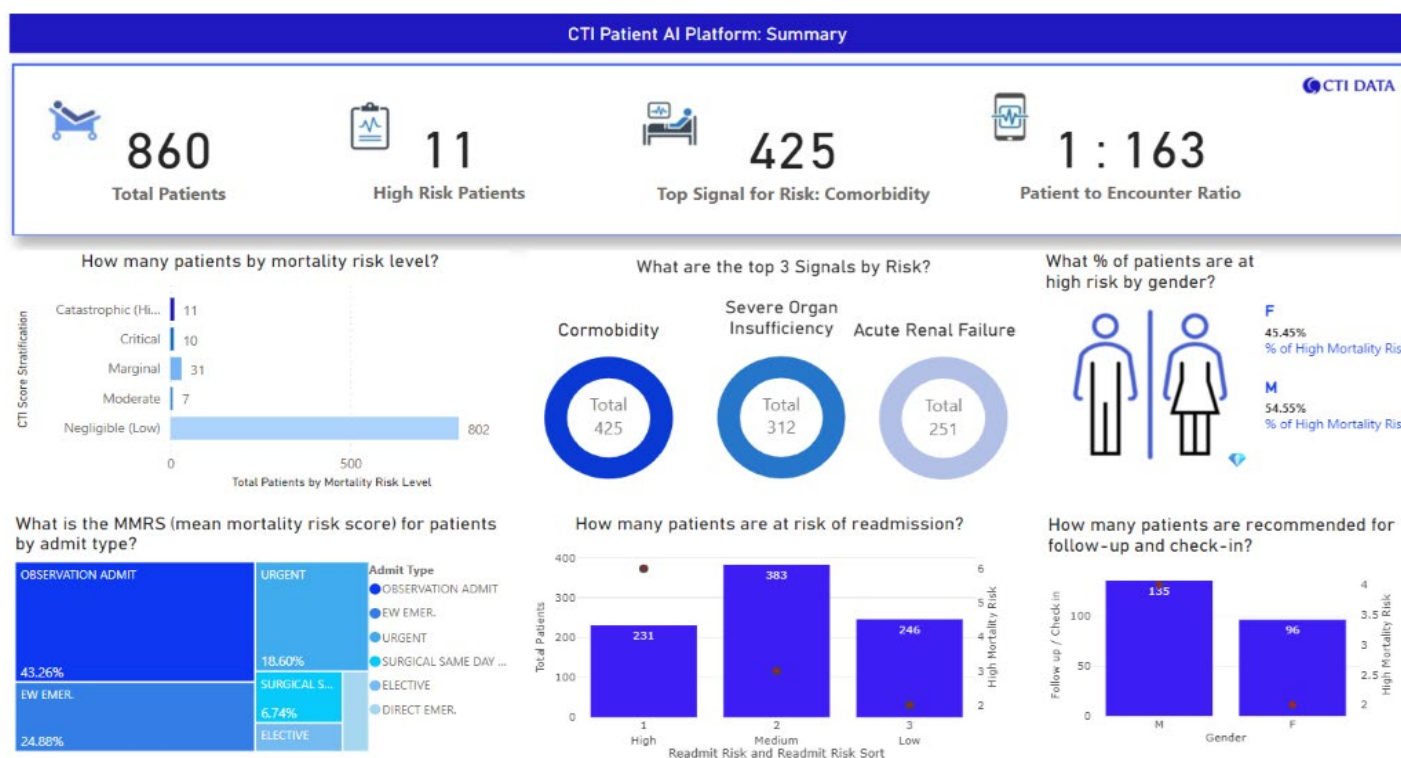 CTI Patient AI Platform: Summary
CTI DATA
860
Total Patients
11
High Risk Patients
425
Top Signal for Risk: Comorbidity
1 : 163
Patient to Encounter Ratio
How many patients by mortality risk level?
CTI Score Stratification
Catastrophic (Hi... 11
Critical 10
Marginal 31
Moderate 7
Negligible (Low) 802
0 500
Total Patients by Mortality Risk Level
What are the top 3 Signals by Risk?
Cormobidity
Total
425
Severe Organ
Insufficiency
Total
312
Acute Renal Failure
Total
251
What % of patients are at
high risk by gender?
F
45.45%
% of High Mortality Ris
M
54.55%
% of High Mortality Ris
What is the MMRS (mean mortality risk score) for patients
by admit type?
OBSERVATION ADMIT
43.26%
EW EMER.
24.88%
URGENT
18.60%
SURGICAL S...
6.74%
ELECTIVE
Admit Type
OBSERVATION ADMIT
EW EMER.
URGENT
SURGICAL SAME DAY ...
ELECTIVE
DIRECT EMER.
How many patients are at risk of readmission?
Total Patients
400
300
200
100
0
231
383
246
6
5
4
3
2
High Mortality Risk
1 2 3
High Medium Low
Readmit Risk and Readmit Risk Sort
How many patients are recommended for
follow-up and check-in?
Follow up / Check in
100
50
0
135
96
4
3.5
3
2.5
2
High Mortality Risk
M F
Gender